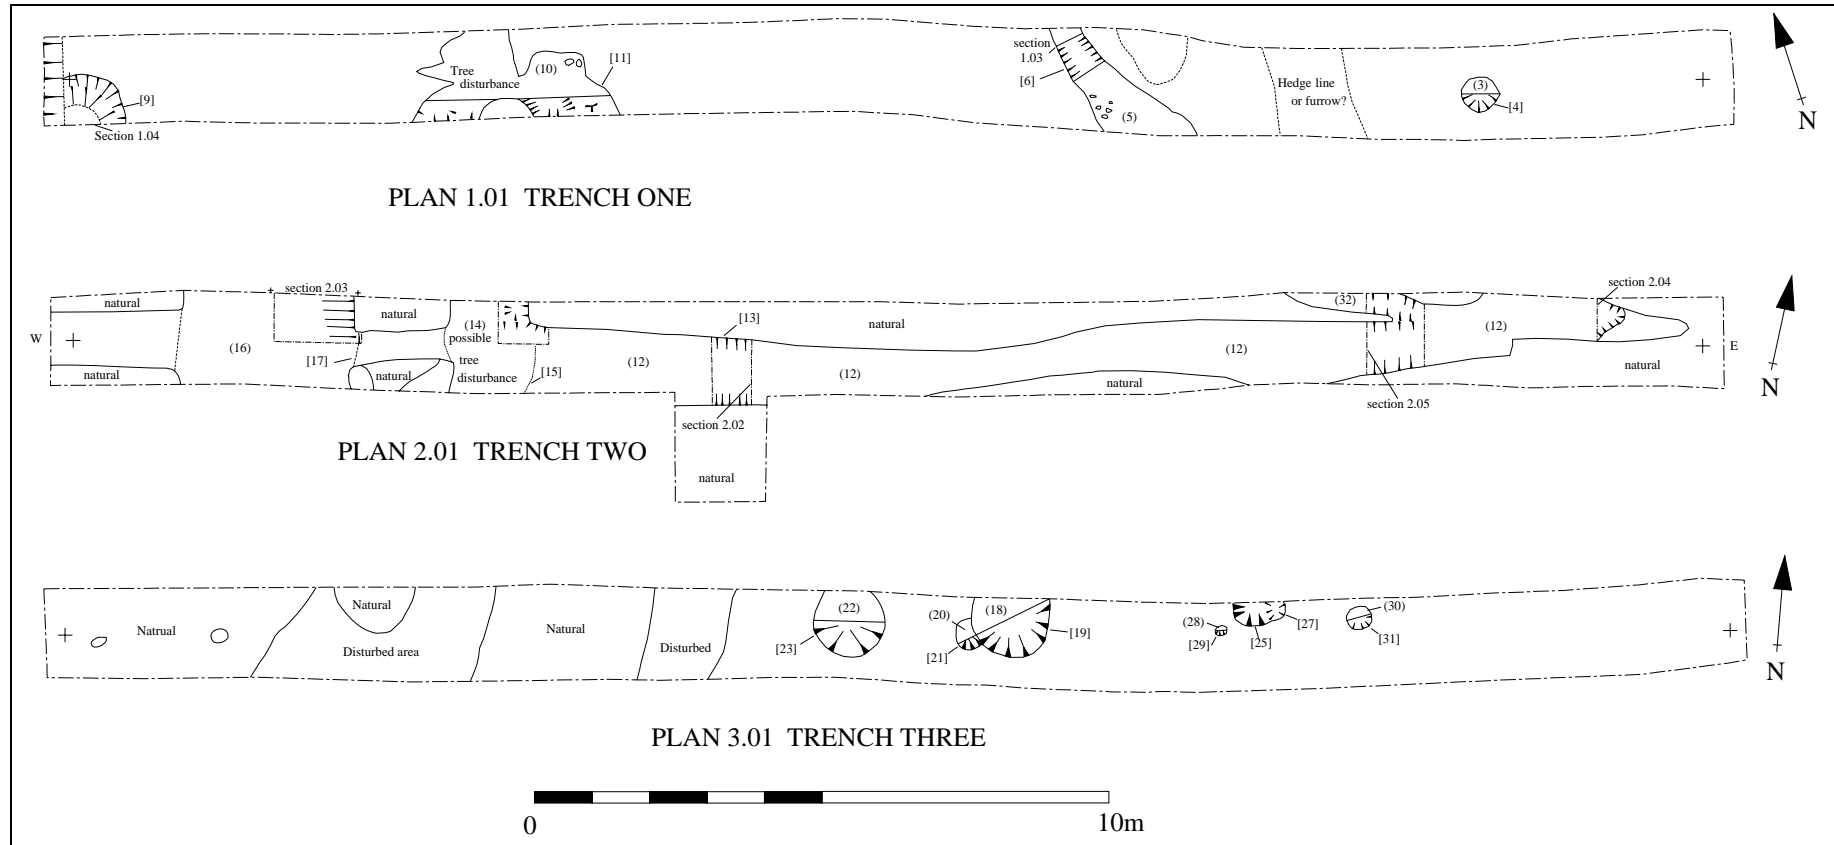 section
1.03
[6]
(10)
[11]
Tree
disturbance
[9]
Section 1.04
(5)
Hedge line
or furrow?
(3)
[4]
N
PLAN 1.01 TRENCH ONE
natural
section 2.03
W
(16)
natural
[17]
natural
natural
(14)
possible
tree
disturbance
[15]
(12)
[13]
natural
(12)
section 2.02
natural
natural
(12)
(32)
section 2.05
(12)
section 2.04
E
natural
N
PLAN 2.01 TRENCH TWO
Natrual
Natural
Disturbed area
Natural
Disturbed
(22)
[23]
(20)
(18)
[21]
[19]
(28)
[29]
[25]
[27]
(30)
[31]
N
PLAN 3.01 TRENCH THREE
0
10m